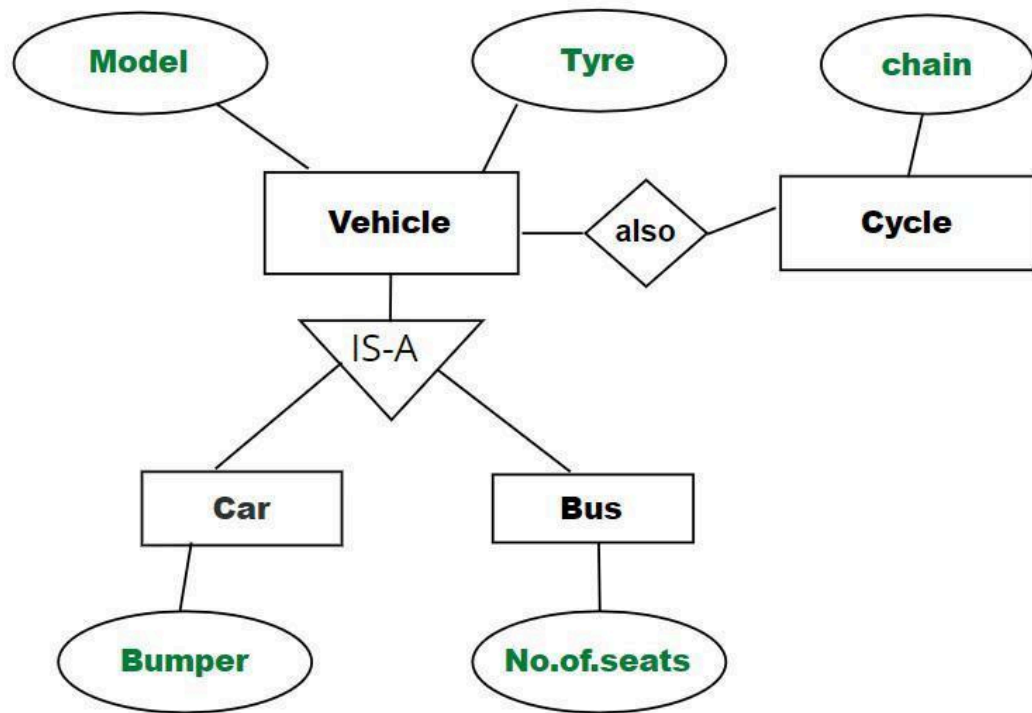 Model
Tyre
chain
Vehicle
also
Cycle
IS-A
Car
Bus
Bumper
No.of.seats